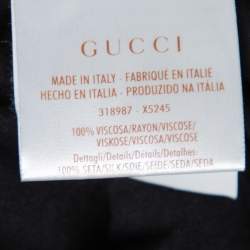 GUCCI
MADE IN ITALY - FABRIQUÉ EN ITALIE
HECHO EN ITALIA - PRODUZIDO NA ITÁLIA
318987 - X5245
100% VISCOSA/RAYON/VISCOSE/
VISKOSE/VISCOSA/VISCOSE
Dettagli/Details/Détails/Detalhes:
100% SETA/SILK/SOIE/SEIDE/SEDA/SEDA